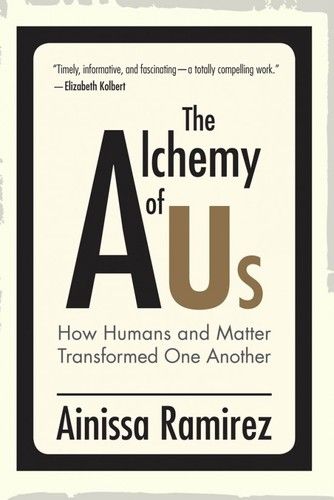 “Timely, informative, and fascinating—a totally compelling work.”
—Elizabeth Kolbert
The
Alchemy
of
Us
How Humans and Matter
Transformed One Another
Ainissa Ramirez